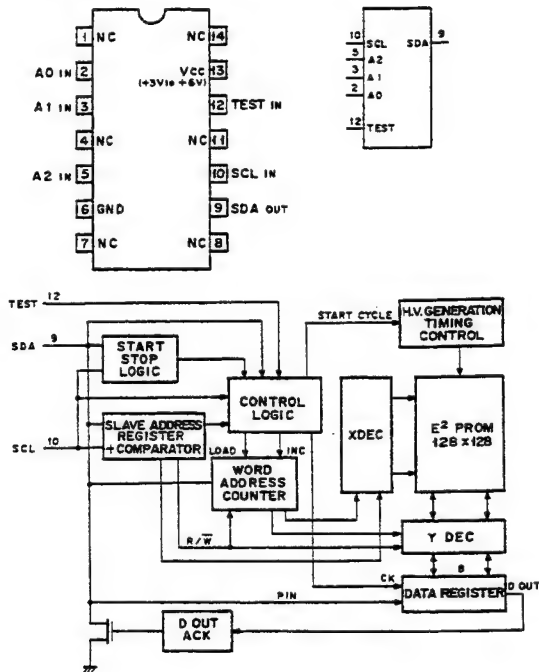 1 NC NC 14
A0 IN 2 VCC 13
(+3V to +6V)
A1 IN 3 12 TEST IN
4 NC NC 11
A2 IN 5 10 SCL IN
6 GND 9 SDA OUT
7 NC NC 8
10 SCL SDA 9
5 A2
3 A1
2 A0
12 TEST
TEST 12
SDA 9
SCL 10
START
STOP
LOGIC
SLAVE ADDRESS
REGISTER
+COMPARATOR
CONTROL
LOGIC
START CYCLE
H.V. GENERATION
TIMING
CONTROL
LOAD INC
WORD
ADDRESS
COUNTER
XDEC
E² PROM
128 x 128
R/W̅
Y DEC
8
CK
DATA REGISTER
D OUT
PIN
D OUT
ACK